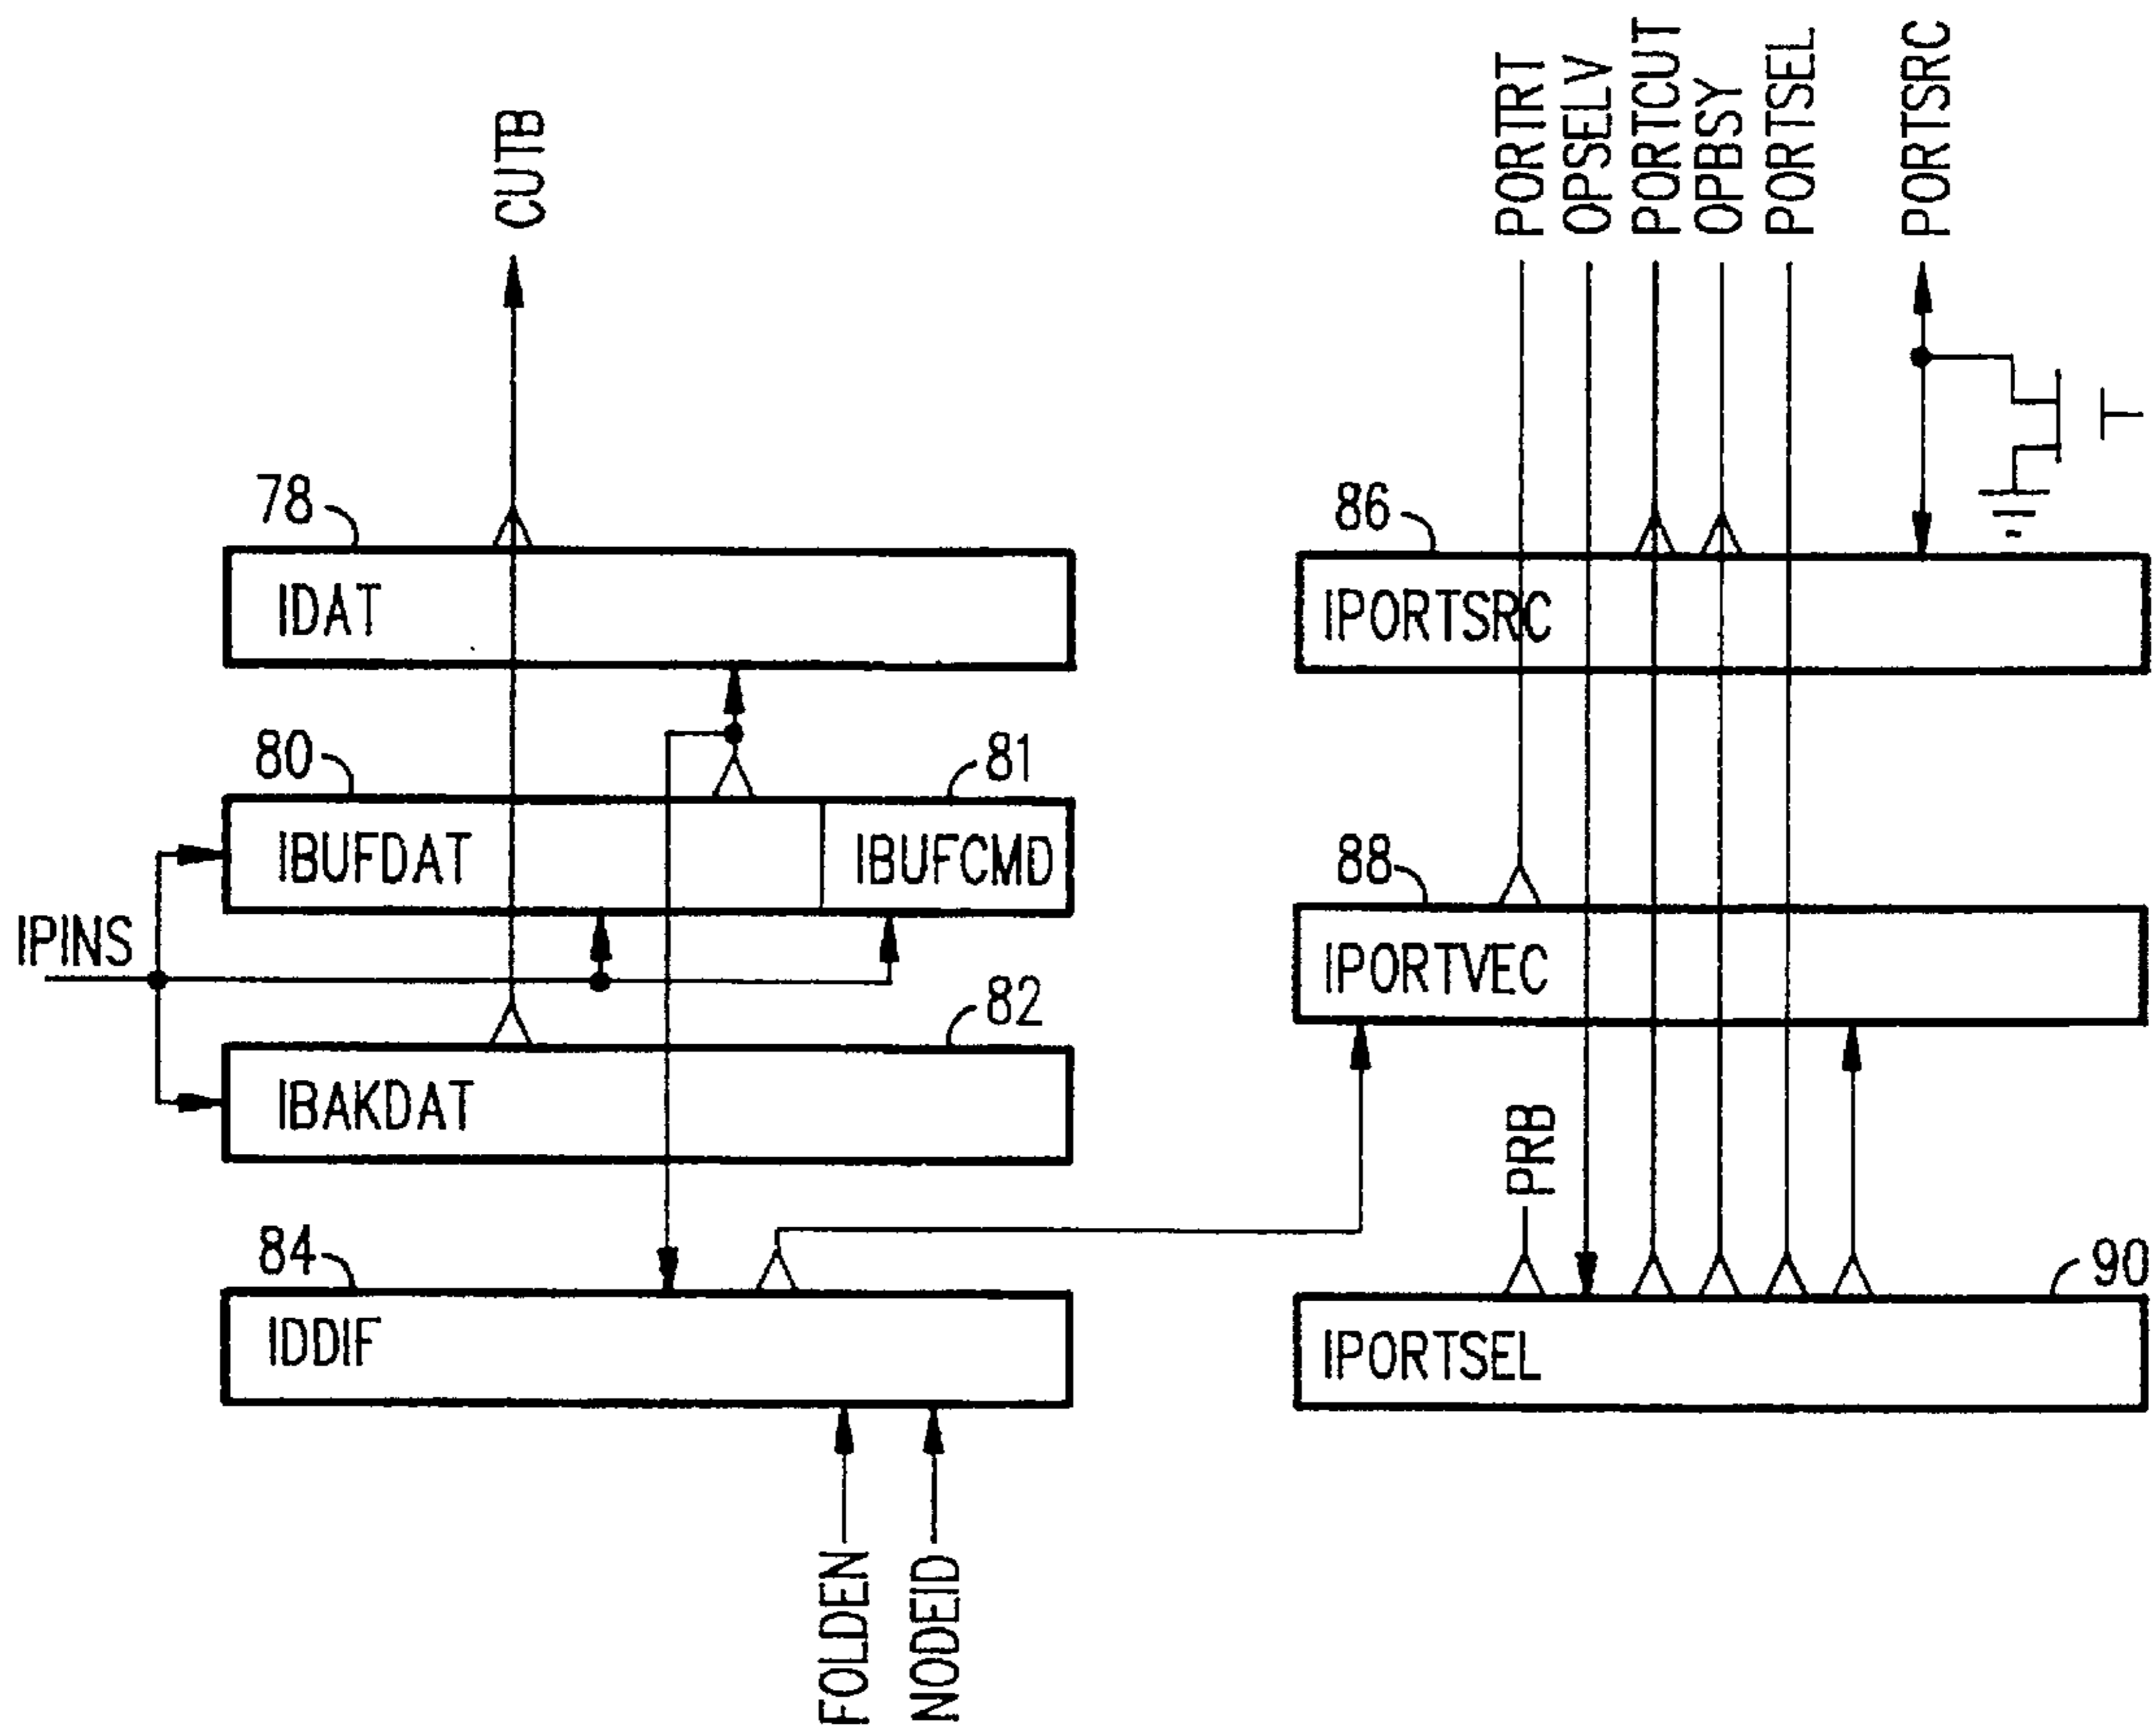 CUTB
PORTRT
OPSELV
PORTCUT
OPBSY
PORTSEL
PORTSRC
78
IDAT
86
IPORTSRC
80
81
IBUFDAT
IBUFCMD
88
IPORTVEC
IPINS
82
IBAKDAT
PRB
84
IDDIF
90
IPORTSEL
FOLDEN
NODEID